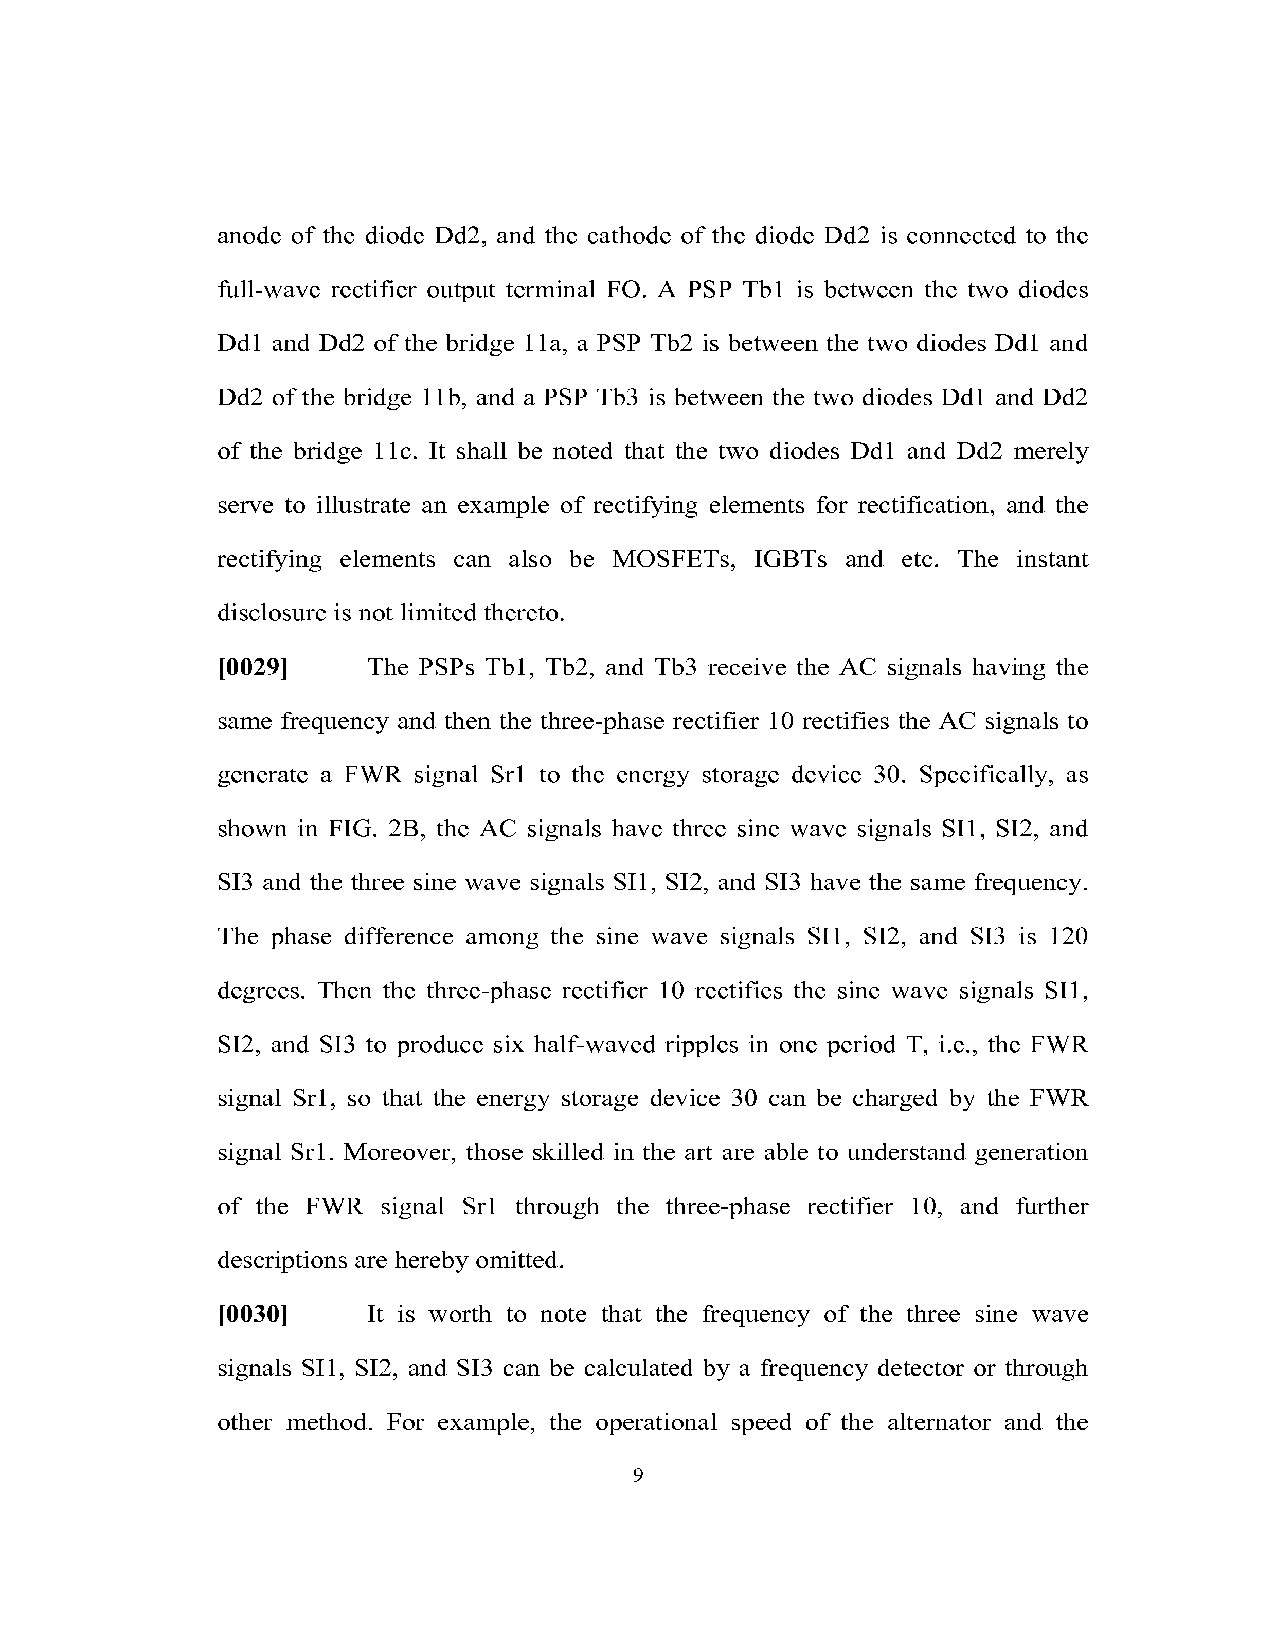 anode of the diode Dd2, and the cathode of the diode Dd2 is connected to the
full-wave rectifier output terminal FO. A PSP Tb1 is between the two diodes
Dd1 and Dd2 of the bridge 11a, a PSP Tb2 is between the two diodes Dd1 and
Dd2 of the bridge 11b, and a PSP Tb3 is between the two diodes Dd1 and Dd2
of the bridge 11c. It shall be noted that the two diodes Dd1 and Dd2 merely
serve to illustrate an example of rectifying elements for rectification, and the
rectifying elements can also be MOSFETs, IGBTs and etc. The instant
disclosure is not limited thereto.
[0029] The PSPs Tb1, Tb2, and Tb3 receive the AC signals having the
same frequency and then the three-phase rectifier 10 rectifies the AC signals to
generate a FWR signal Sr1 to the energy storage device 30. Specifically, as
shown in FIG. 2B, the AC signals have three sine wave signals SI1, SI2, and
SI3 and the three sine wave signals SI1, SI2, and SI3 have the same frequency.
The phase difference among the sine wave signals SI1, SI2, and SI3 is 120
degrees. Then the three-phase rectifier 10 rectifies the sine wave signals SI1,
SI2, and SI3 to produce six half-waved ripples in one period T, i.e., the FWR
signal Sr1, so that the energy storage device 30 can be charged by the FWR
signal Sr1. Moreover, those skilled in the art are able to understand generation
of the FWR signal Sr1 through the three-phase rectifier 10, and further
descriptions are hereby omitted.
[0030] It is worth to note that the frequency of the three sine wave
signals SI1, SI2, and SI3 can be calculated by a frequency detector or through
other method. For example, the operational speed of the alternator and the
9